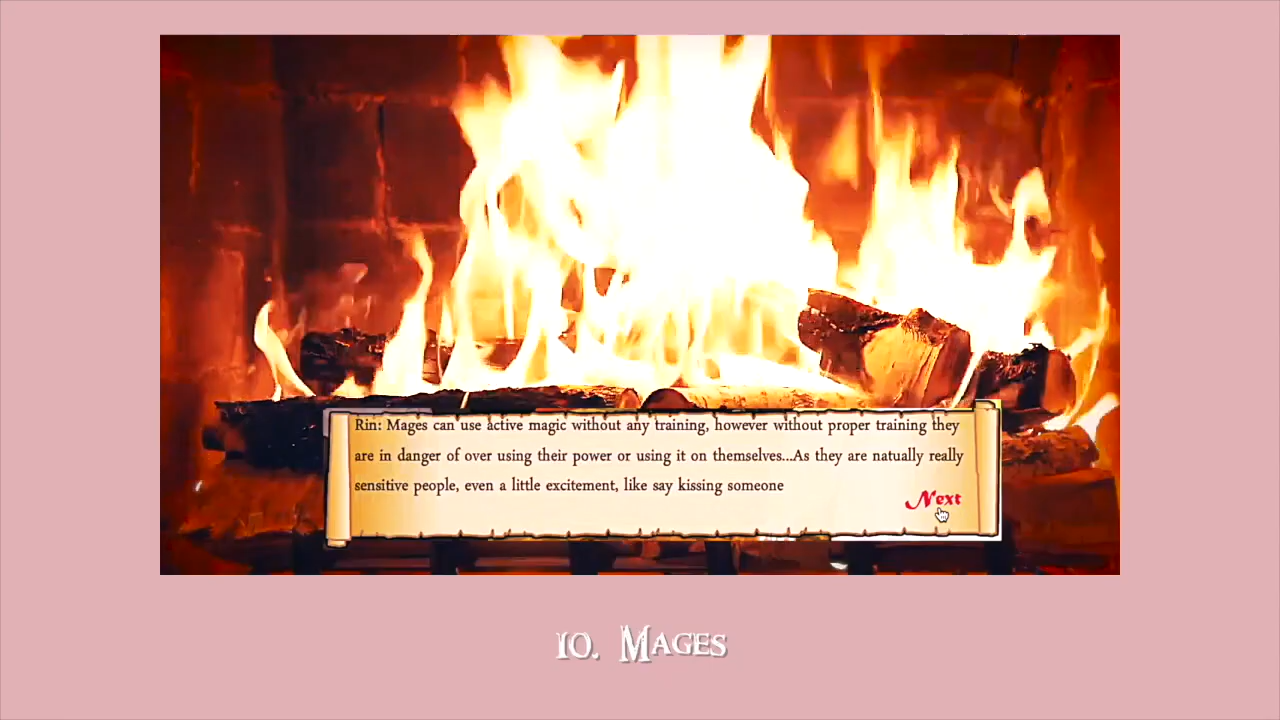 Rin: Mages can use active magic without any training, however without proper training they
are in danger of over using their power or using it on themselves...As they are natually really
sensitive people, even a little excitement, like say kissing someone
Next
10. Mages